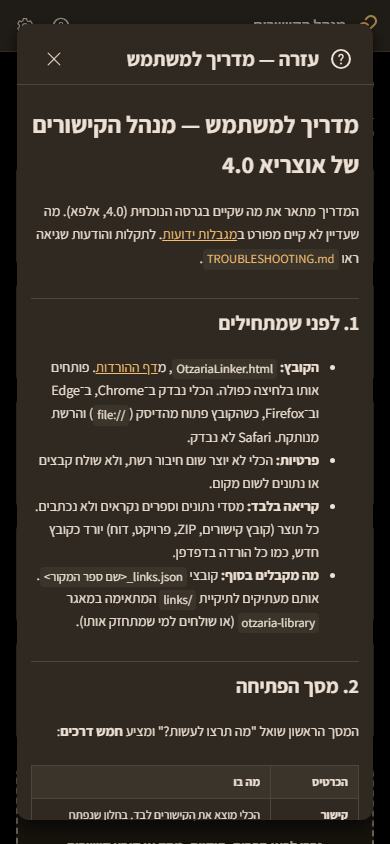 מנהל הקישורים
עזרה — מדריך למשתמש
מדריך למשתמש — מנהל הקישורים
של אוצריא 4.0
המדריך מתאר את מה שקיים בגרסה הנוכחית (4.0, אלפא). מה
שעדיין לא קיים מפורט במגבלות ידועות. לתקלות והודעות שגיאה
ראו TROUBLESHOOTING.md.
1. לפני שמתחילים
הקובץ: OtzariaLinker.html, מדף ההורדות. פותחים
אותו בלחיצה כפולה. הכלי נבדק ב־Chrome, ב־Edge
וב־Firefox, כשהקובץ פתוח מהדיסק (file://) והרשת
מנותקת. Safari לא נבדק.
פרטיות: הכלי לא יוצר שום חיבור רשת, ולא שולח קבצים
או נתונים לשום מקום.
קריאה בלבד: מסדי נתונים וספרים נקראים ולא נכתבים.
כל תוצר (קובץ קישורים, ZIP, פרויקט, דוח) יורד כקובץ
חדש, כמו כל הורדה בדפדפן.
מה מקבלים בסוף: קובצי <שם ספר המקור>_links.json.
אותם מעתיקים לתיקיית links/ המתאימה במאגר
otzaria-library (או שולחים למי שמתחזק אותו).
2. מסך הפתיחה
המסך הראשון שואל "מה תרצו לעשות?" ומציע חמש דרכים:
הכרטיס
מה בו
קישור
הכלי מוצא את הקישורים לבד. בחלון שנפתח